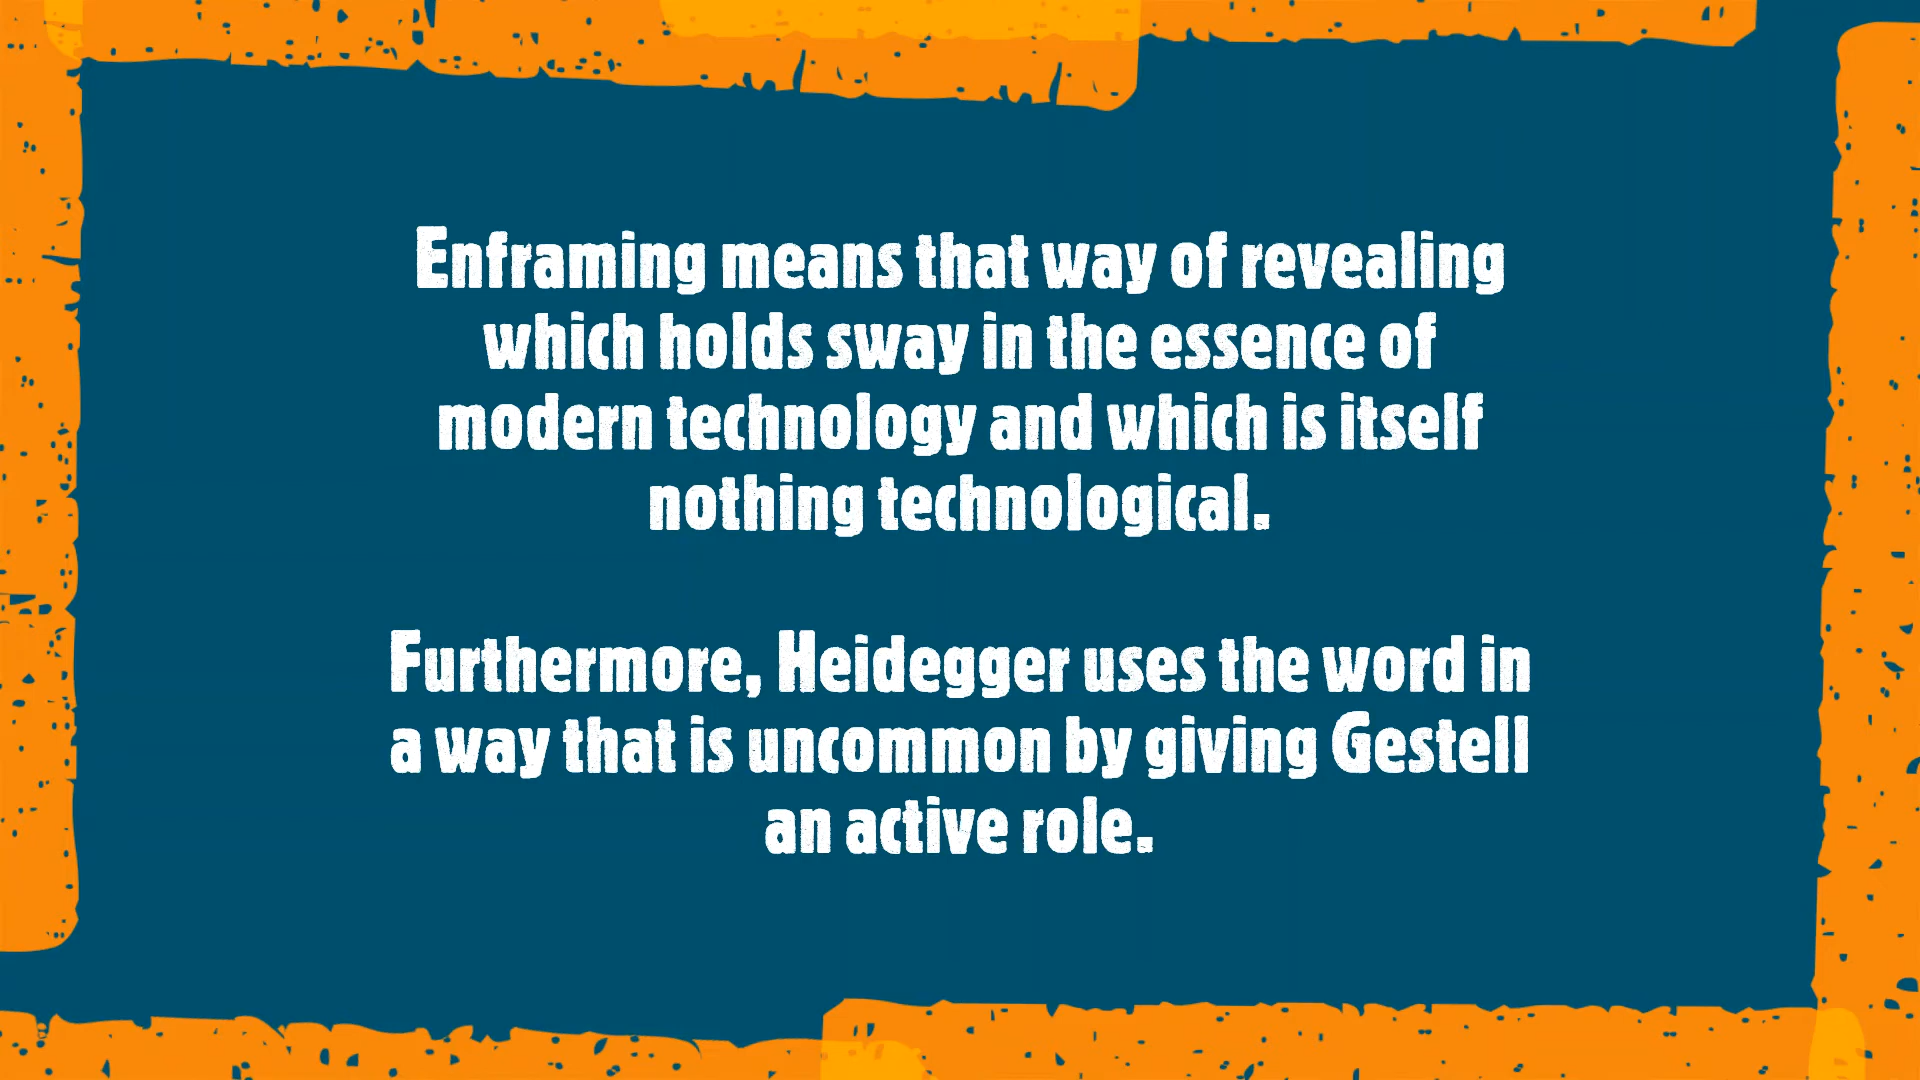 Enframing means that way of revealing
which holds sway in the essence of
modern technology and which is itself
nothing technological.
Furthermore, Heidegger uses the word in
a way that is uncommon by giving Gestell
an active role.